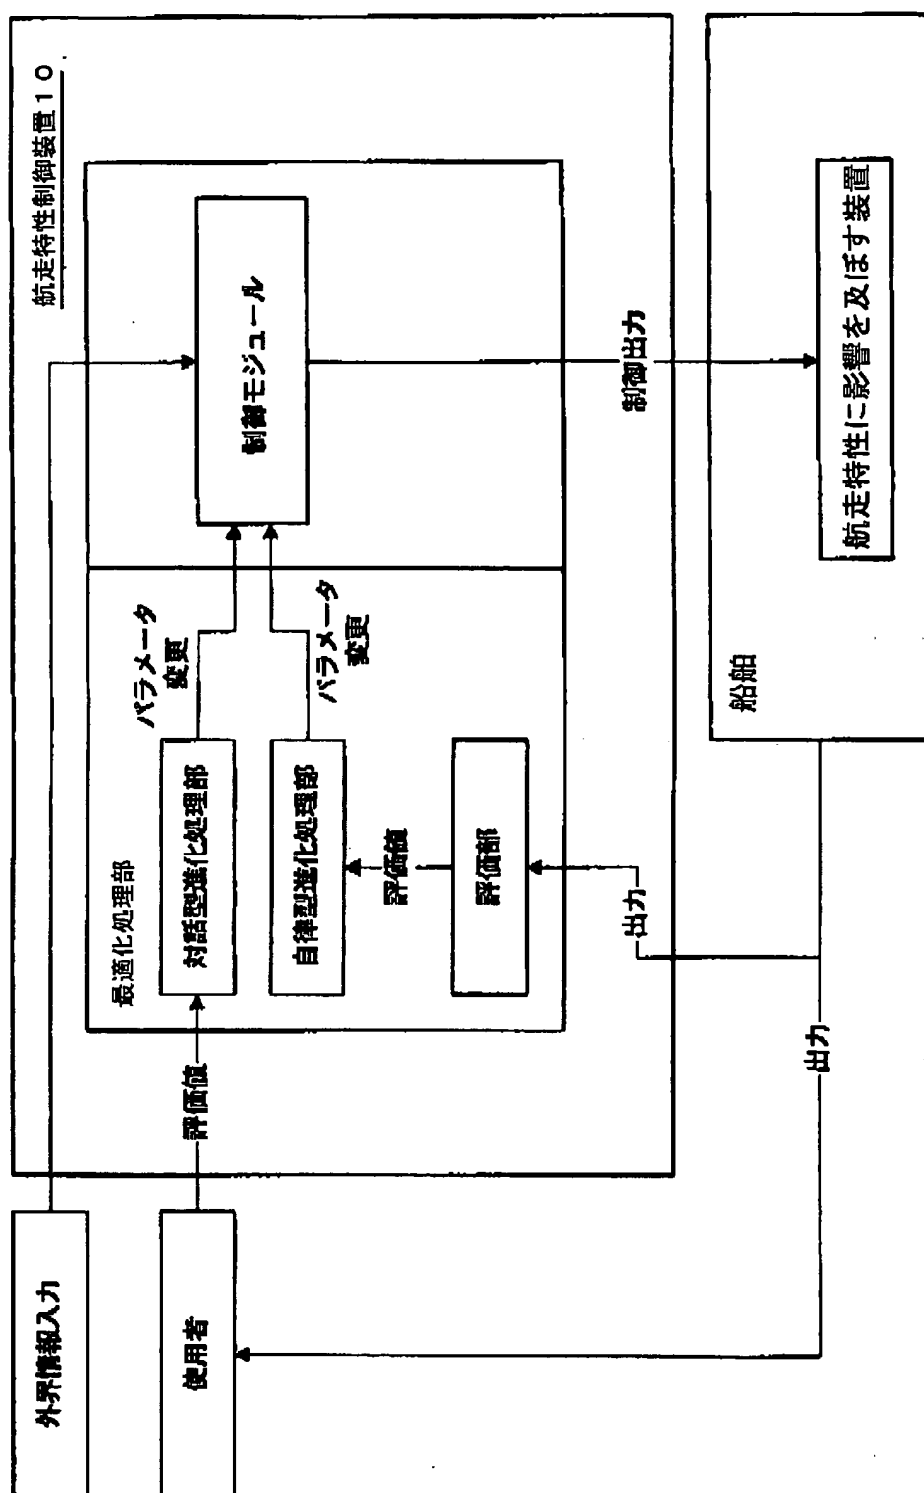 航走特性制御装置10
外界情報入力
使用者
評価値
最適化処理部
対話型進化処理部
自律型進化処理部
評価値
評価部
パラメータ
変更
パラメータ
変更
制御モジュール
制御出力
出力
出力
船舶
航走特性に影響を及ぼす装置